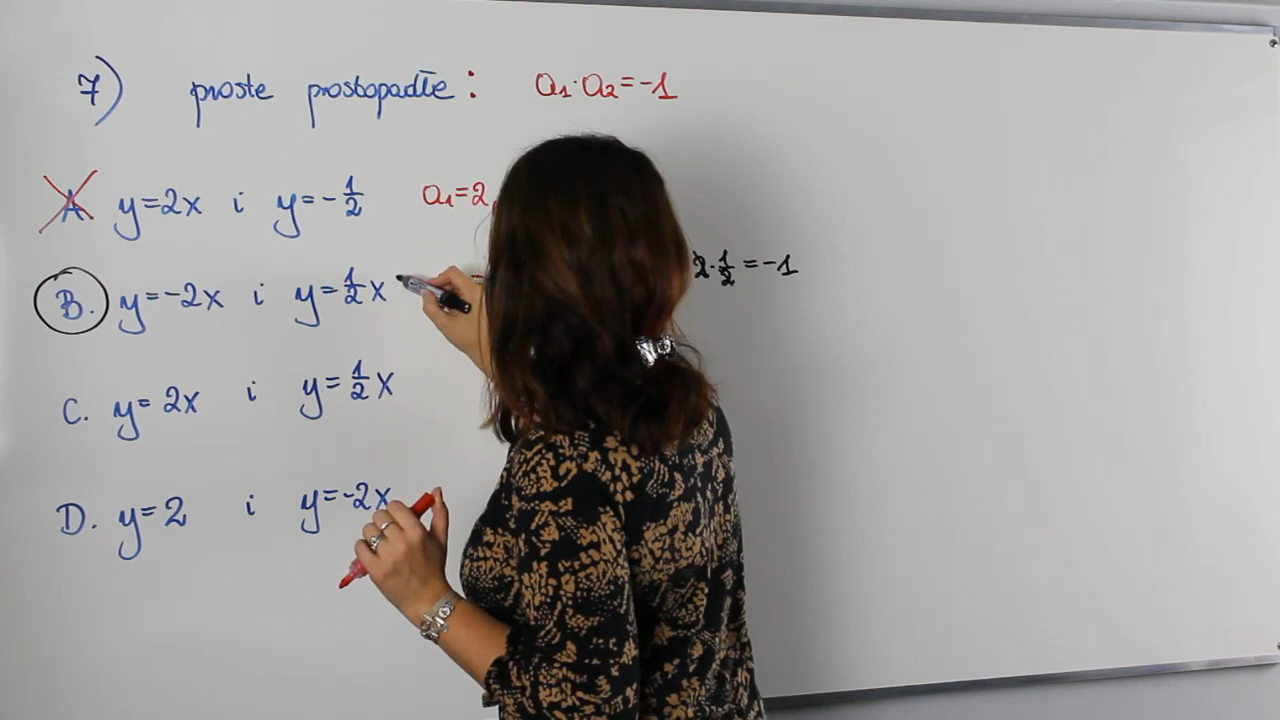 7) proste prostopadłe: a₁·a₂=-1
A y=2x i y=-½ a₁=2
B. y=-2x i y=½x 2·½=-1
C. y=2x i y=½x
D. y=2 i y=-2x